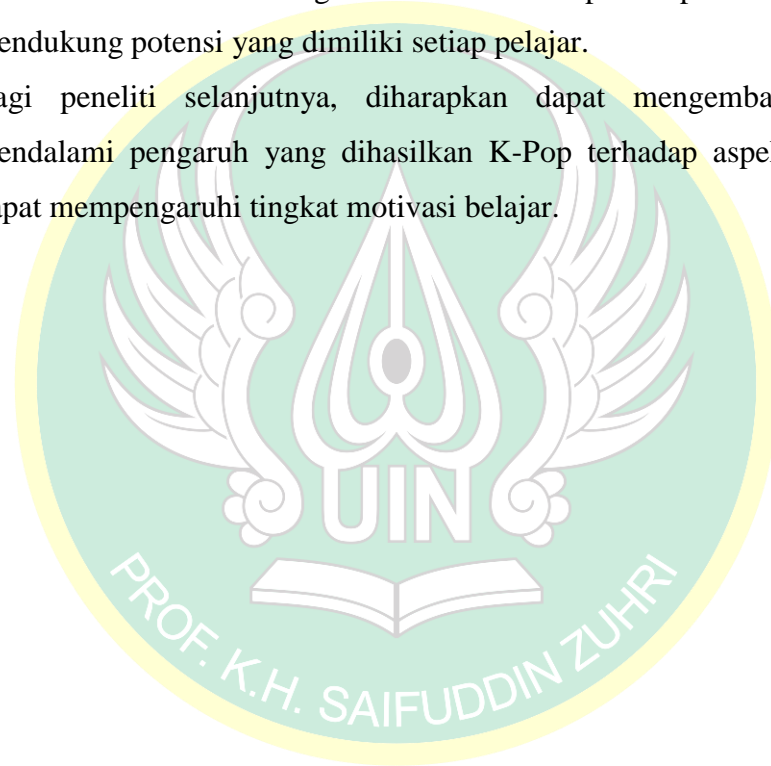 endukung potensi yang dimiliki setiap pelajar.
agi peneliti selanjutnya, diharapkan dapat mengemba
endalami pengaruh yang dihasilkan K-Pop terhadap aspe
apat mempengaruhi tingkat motivasi belajar.
UIN
PROF. K.H. SAIFUDDIN ZUHRI